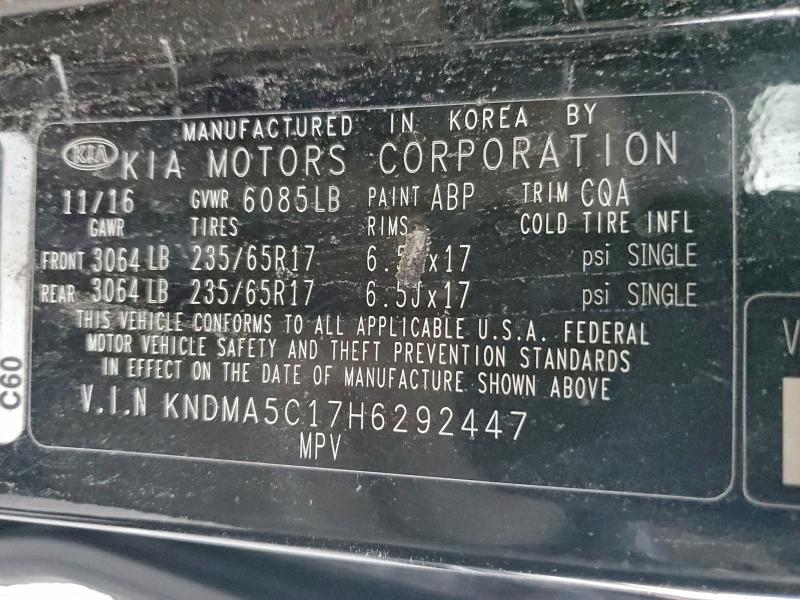 MANUFACTURED IN KOREA BY
KIA KIA MOTORS CORPORATION
11/16 GVWR 6085LB PAINT ABP TRIM CQA
GAWR TIRES RIMS COLD TIRE INFL
FRONT 3064 LB 235/65R17 6.5Jx17 psi SINGLE
REAR 3064 LB 235/65R17 6.5Jx17 psi SINGLE
THIS VEHICLE CONFORMS TO ALL APPLICABLE U.S.A. FEDERAL
MOTOR VEHICLE SAFETY AND THEFT PREVENTION STANDARDS
IN EFFECT ON THE DATE OF MANUFACTURE SHOWN ABOVE
V.I.N KNDMA5C17H6292447
MPV
C60
V